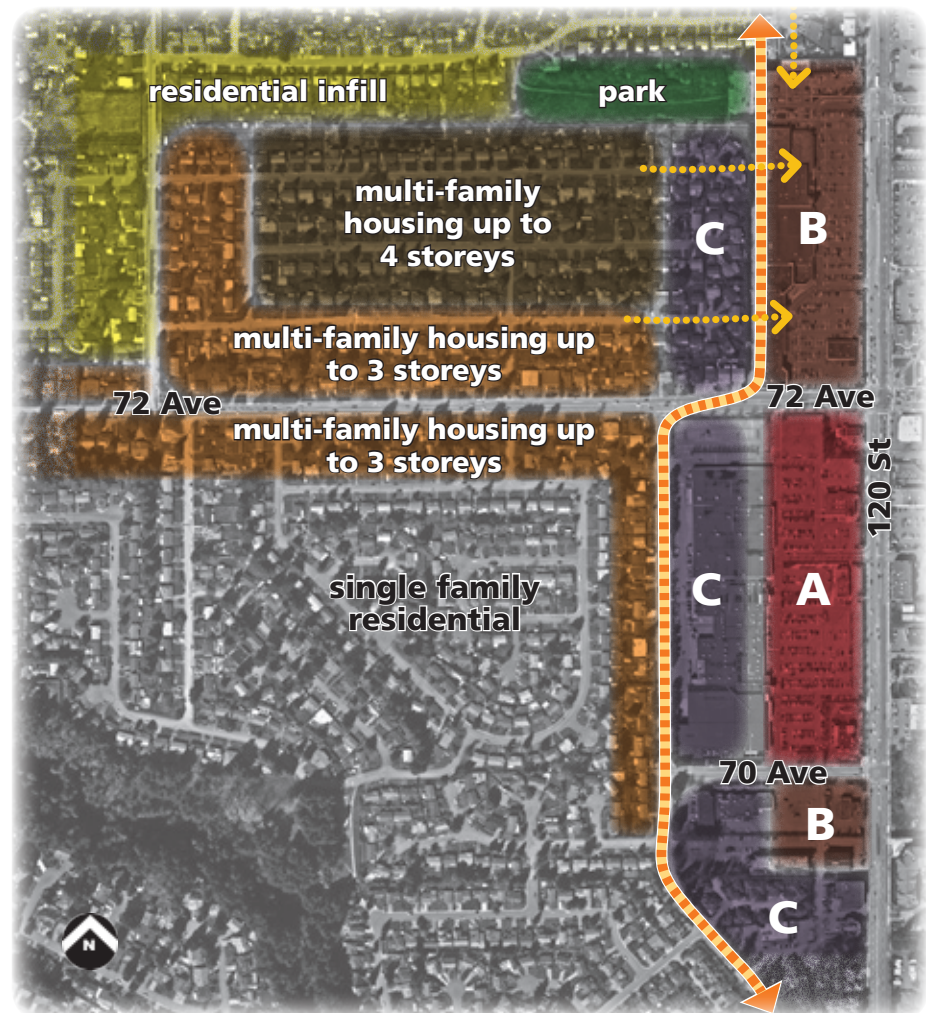 residential infill
park
multi-family
housing up to
4 storeys
C
B
multi-family housing up
to 3 storeys
72 Ave
72 Ave
multi-family housing up
to 3 storeys
120 St
single family
residential
C
A
70 Ave
B
C
N